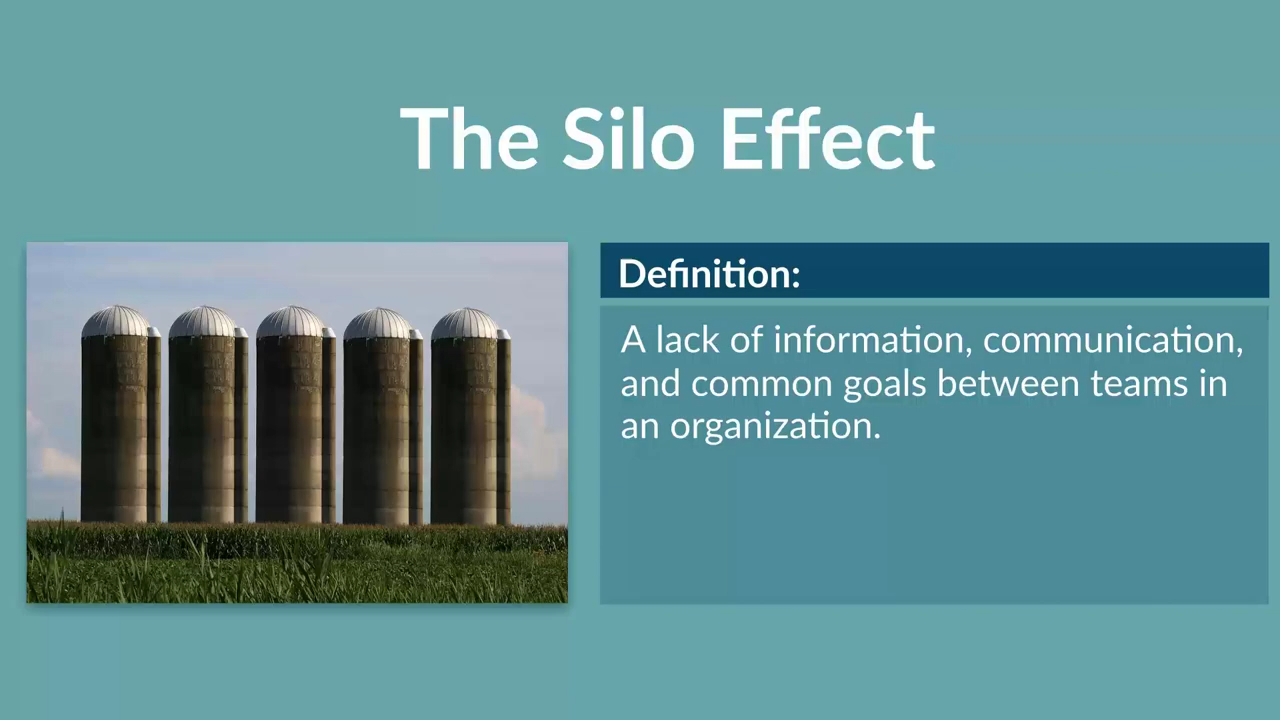 The Silo Effect
Definition:
A lack of information, communication,
and common goals between teams in
an organization.